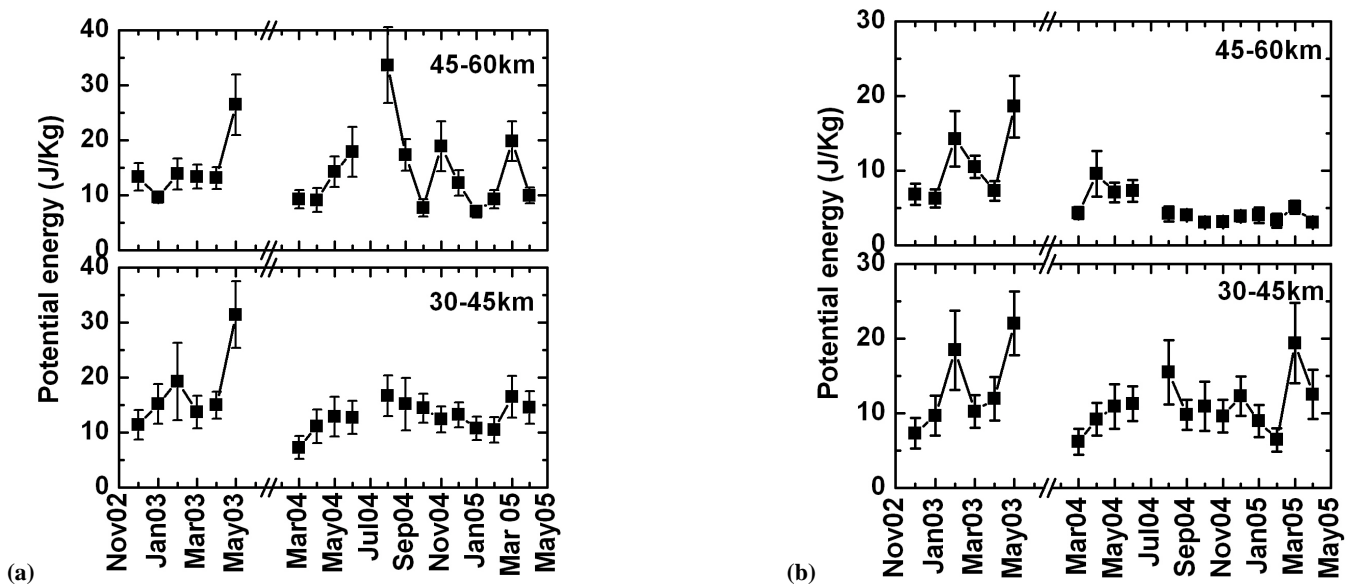 40
30
20
10
0
45-60km
40
30
20
10
0
30-45km
Potential energy (J/Kg)
Nov02
Jan03
Mar03
May03
Mar04
May04
Jul04
Sep04
Nov04
Jan05
Mar 05
May05
(a)
30
20
10
0
45-60km
30
20
10
0
30-45km
Potential energy (J/Kg)
Nov02
Jan03
Mar03
May03
Mar04
May04
Jul04
Sep04
Nov04
Jan05
Mar05
May05
(b)